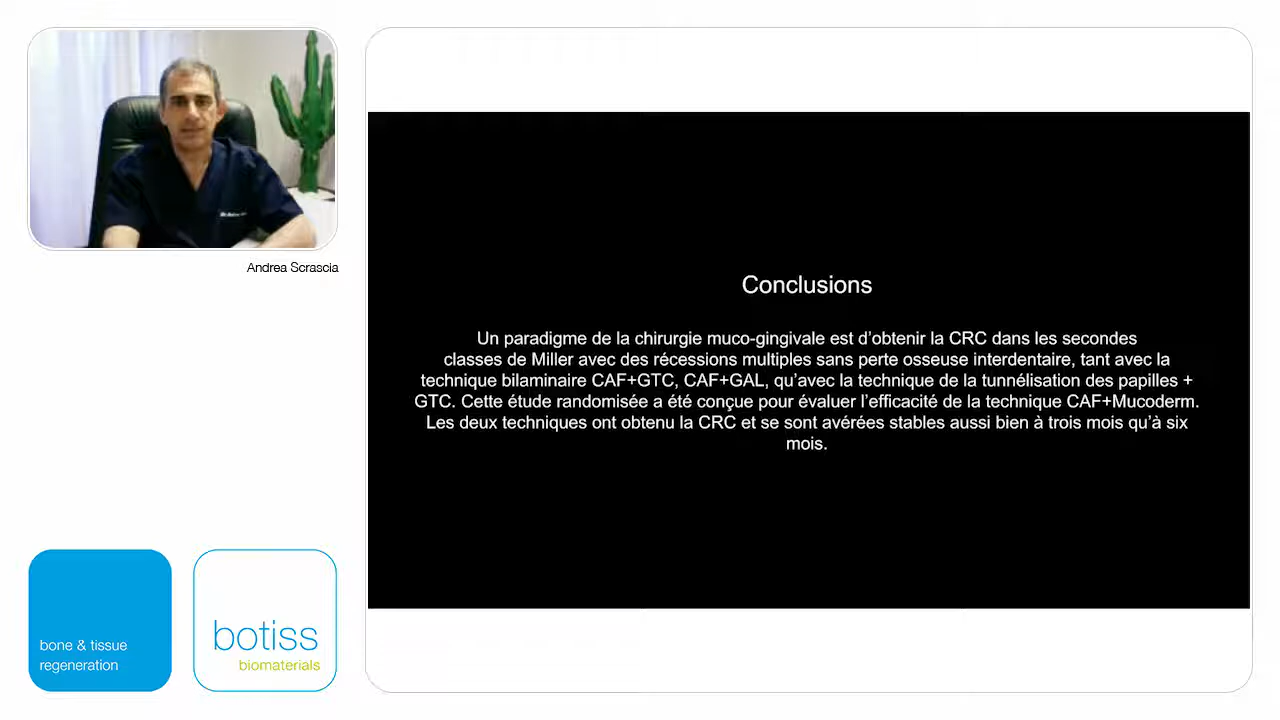 Andrea Scrascia
Conclusions
Un paradigme de la chirurgie muco-gingivale est d’obtenir la CRC dans les secondes
classes de Miller avec des récessions multiples sans perte osseuse interdentaire, tant avec la
technique bilaminaire CAF+GTC, CAF+GAL, qu’avec la technique de la tunnélisation des papilles +
GTC. Cette étude randomisée a été conçue pour évaluer l’efficacité de la technique CAF+Mucoderm.
Les deux techniques ont obtenu la CRC et se sont avérées stables aussi bien à trois mois qu’à six
mois.
bone & tissue
regeneration
botiss
biomaterials